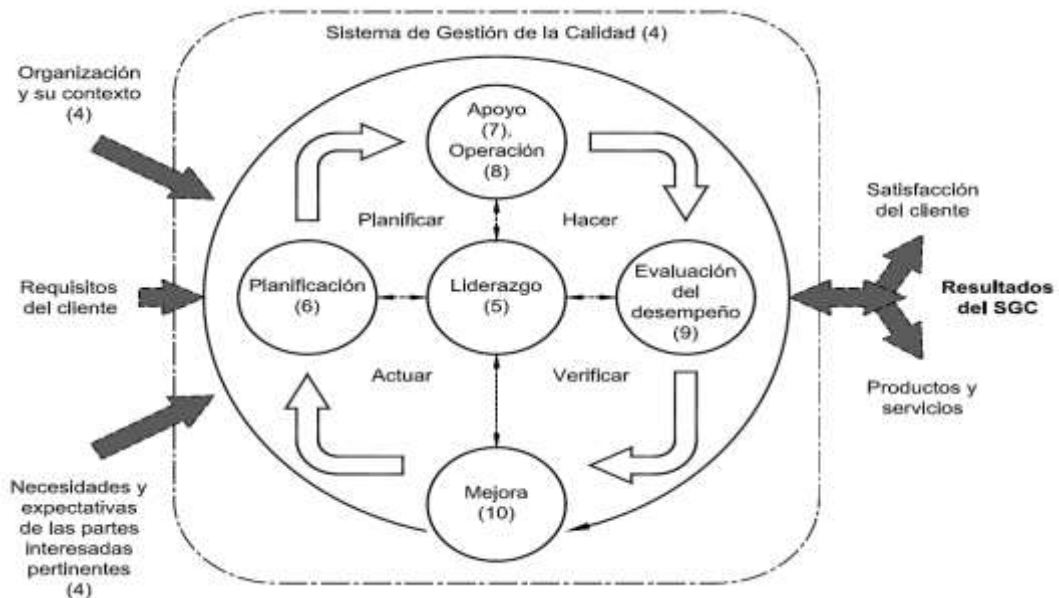 Sistema de Gestión de la Calidad (4)
Organización
y su contexto
(4)
Requisitos
del cliente
Necesidades y
expectativas
de las partes
interesadas
pertinentes
(4)
Apoyo
(7),
Operación
(8)
Planificar
Hacer
Planificación
(6)
Liderazgo
(5)
Evaluación
del
desempeño
(9)
Actuar
Verificar
Mejora
(10)
Satisfacción
del cliente
Resultados
del SGC
Productos y
servicios